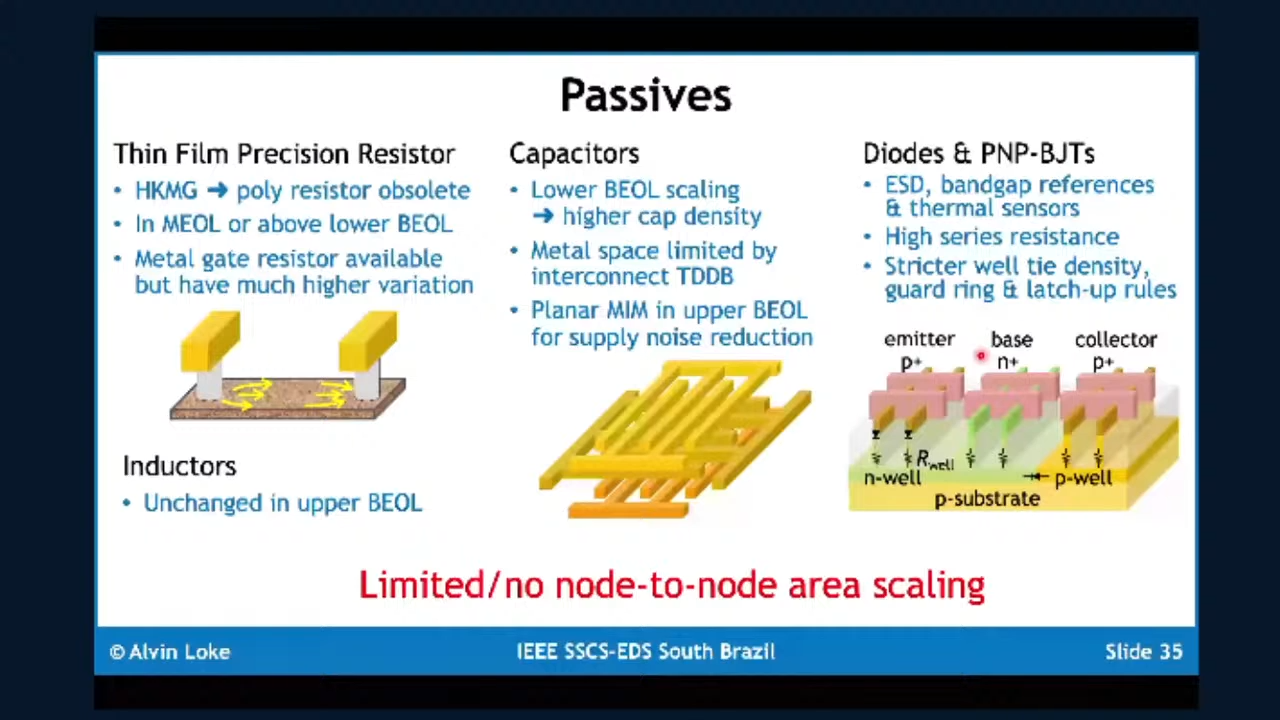 Passives
Thin Film Precision Resistor
• HKMG ➔ poly resistor obsolete
• In MEOL or above lower BEOL
• Metal gate resistor available
but have much higher variation
Inductors
• Unchanged in upper BEOL
Capacitors
• Lower BEOL scaling
➔ higher cap density
• Metal space limited by
interconnect TDDB
• Planar MIM in upper BEOL
for supply noise reduction
Diodes & PNP-BJTs
• ESD, bandgap references
& thermal sensors
• High series resistance
• Stricter well tie density,
guard ring & latch-up rules
emitter base collector
p+ n+ p+
Rwell
n-well p-well
p-substrate
Limited/no node-to-node area scaling
© Alvin Loke IEEE SSCS-EDS South Brazil Slide 35